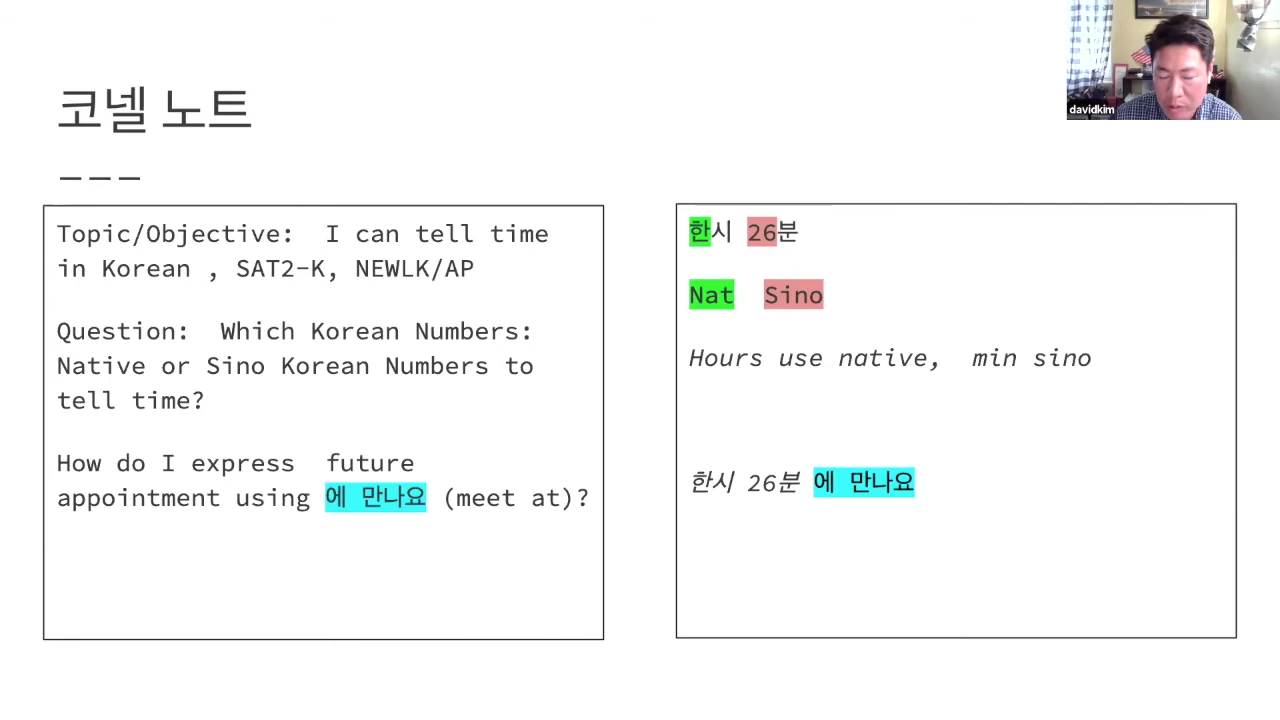 코넬 노트
Topic/Objective: I can tell time
in Korean , SAT2-K, NEWLK/AP
Question: Which Korean Numbers:
Native or Sino Korean Numbers to
tell time?
How do I express future
appointment using 에 만나요 (meet at)?
한시 26분
Nat Sino
Hours use native, min sino
한시 26분 에 만나요
davidkim